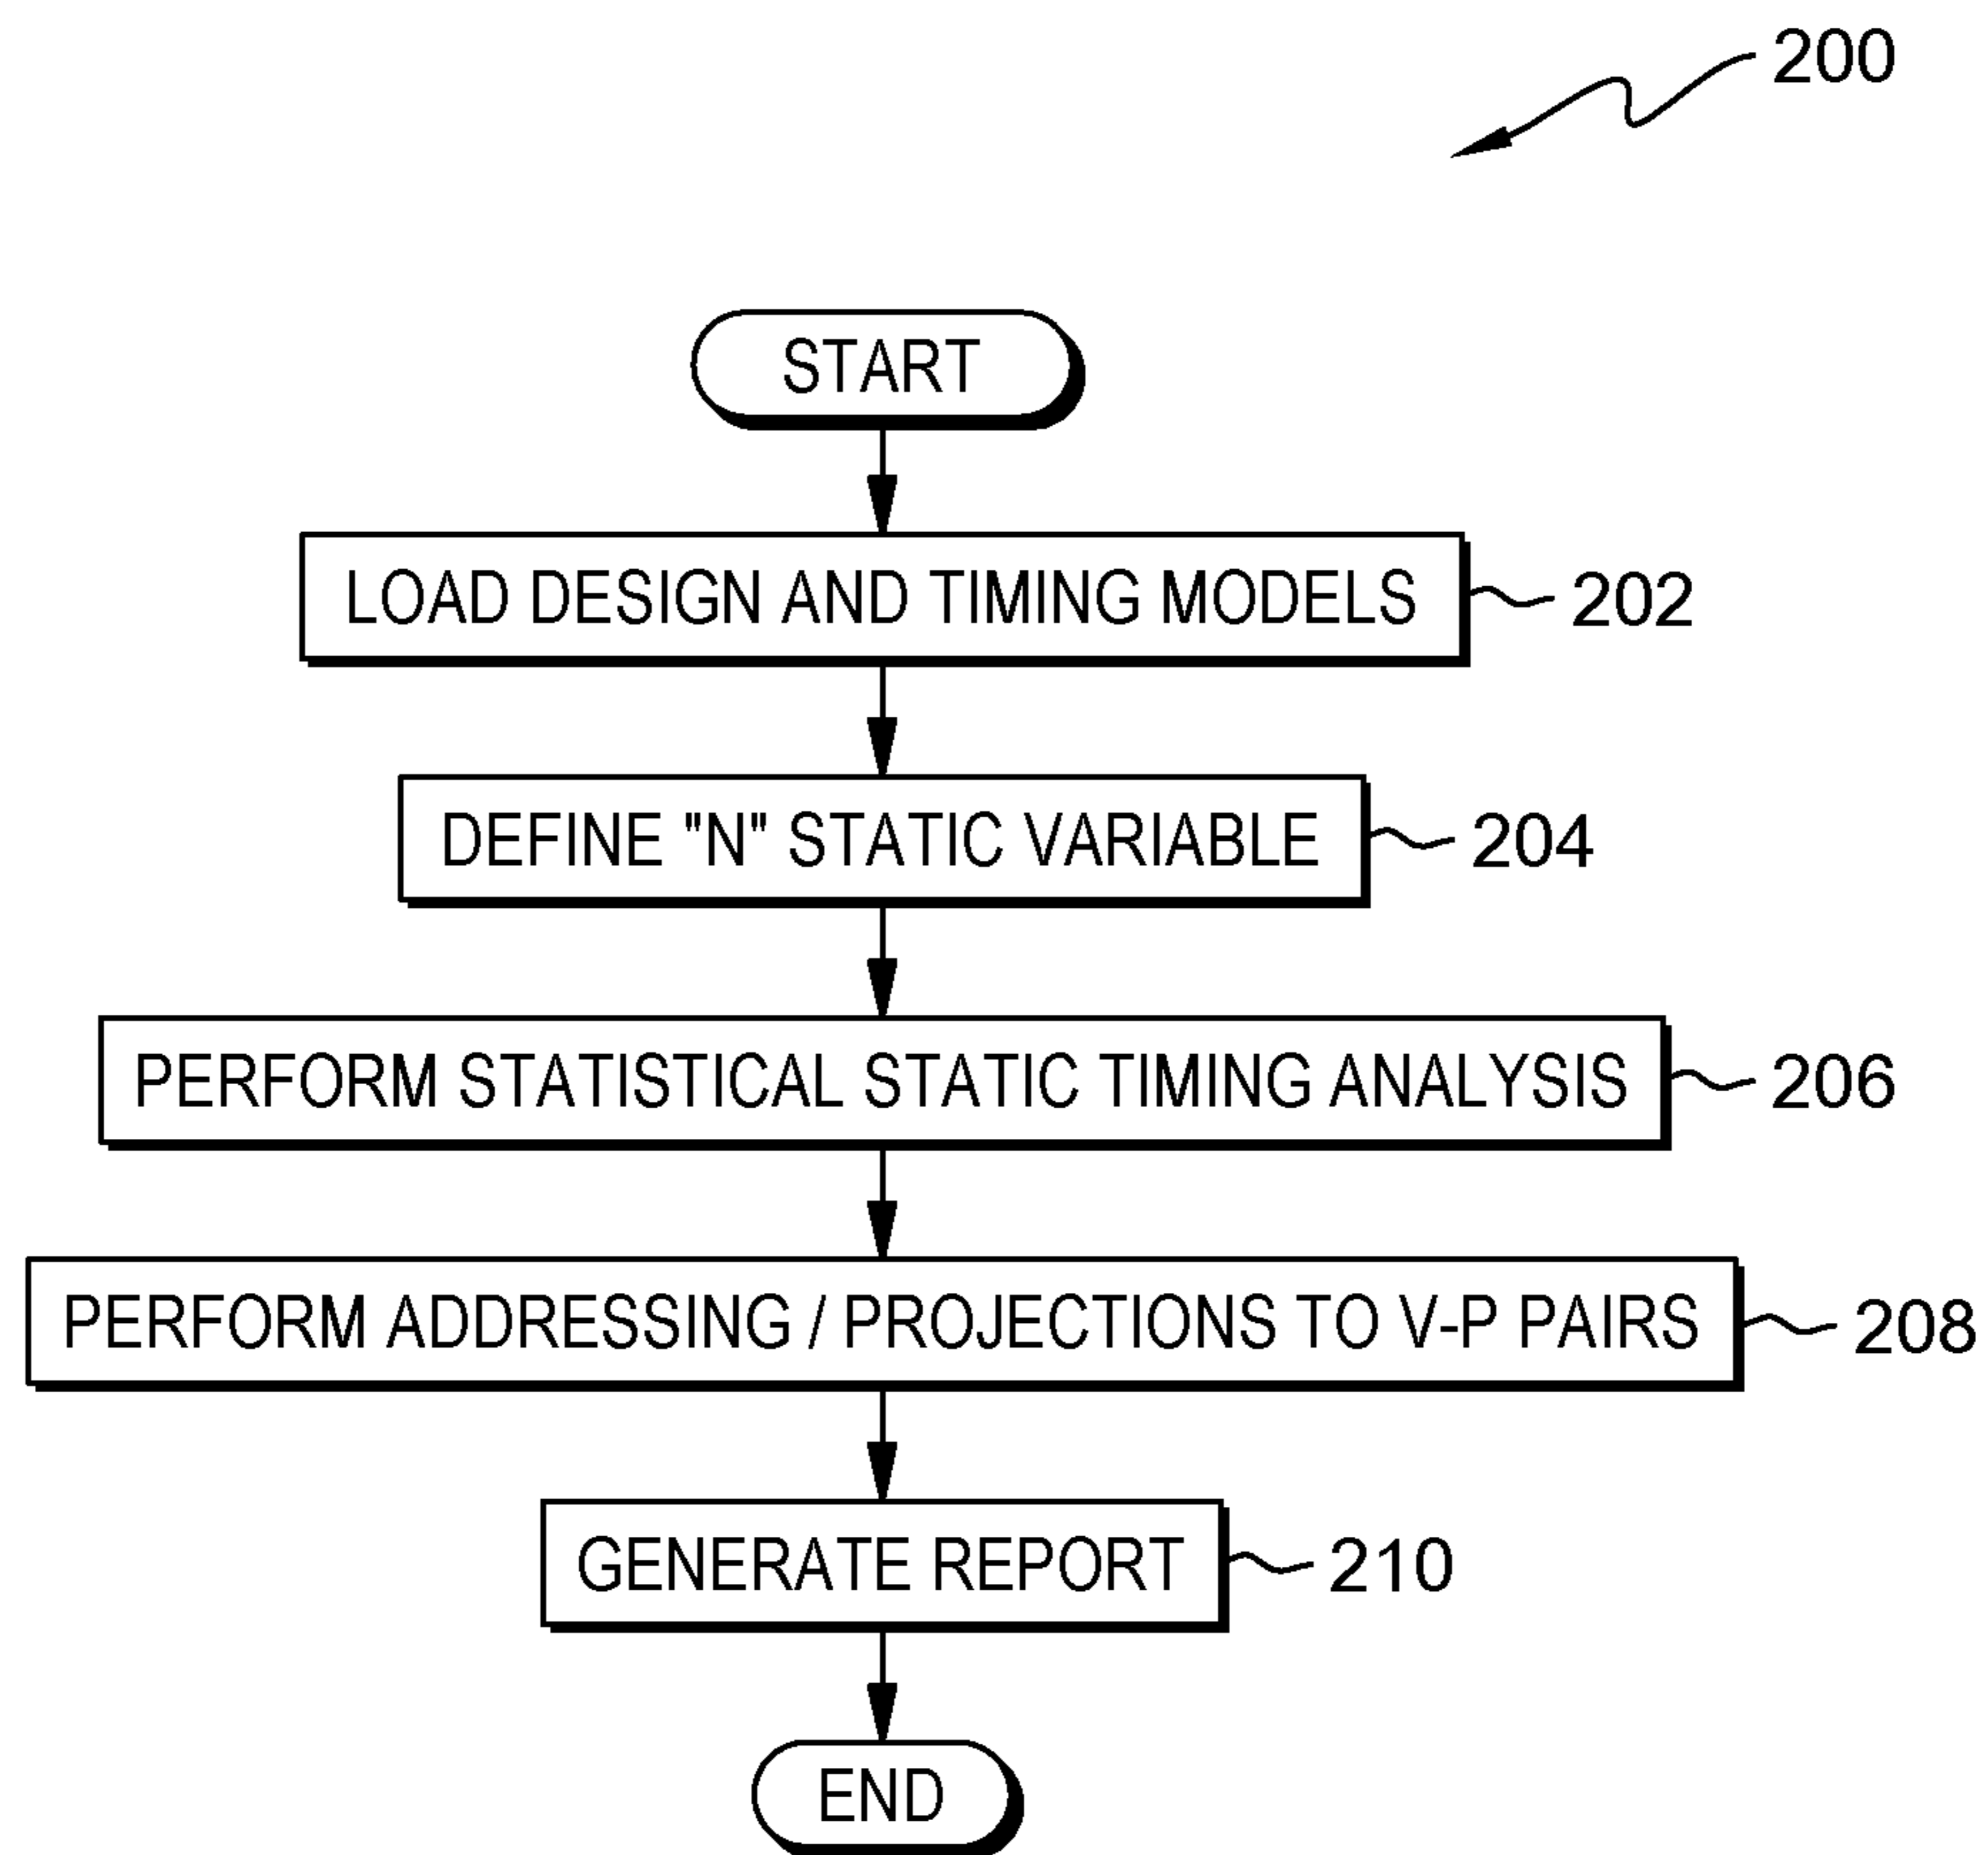 200
START
LOAD DESIGN AND TIMING MODELS
202
DEFINE "N" STATIC VARIABLE
204
PERFORM STATISTICAL STATIC TIMING ANALYSIS
206
PERFORM ADDRESSING / PROJECTIONS TO V-P PAIRS
208
GENERATE REPORT
210
END